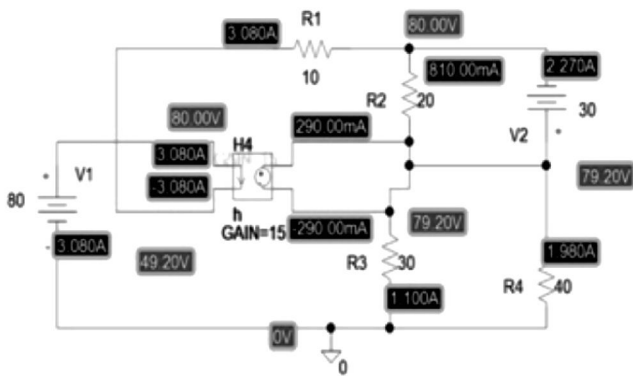 R1
3.080A
80.00V
10
2.270A
810.00mA
R2
20
30
80.00V
H4
290.00mA
V2
3.080A
V1
79.20V
80
-3.080A
h
GAIN=15
-290.00mA
79.20V
3.080A
49.20V
R3
30
1.980A
R4
40
1.100A
0V
0